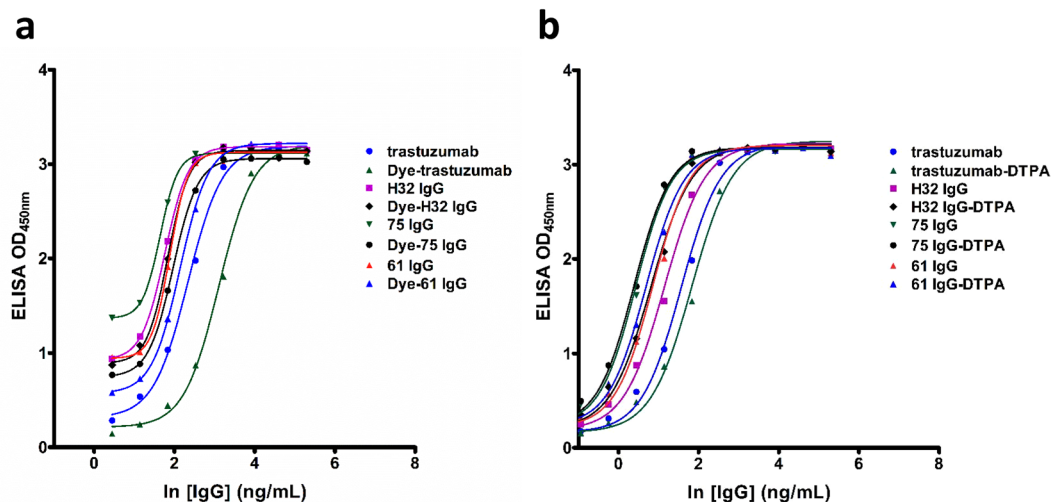 a
ELISA OD450nm
4
3
2
1
0
0 2 4 6 8
ln [IgG] (ng/mL)
trastuzumab
Dye-trastuzumab
H32 IgG
Dye-H32 IgG
75 IgG
Dye-75 IgG
61 IgG
Dye-61 IgG
b
ELISA OD450nm
4
3
2
1
0
0 2 4 6 8
ln [IgG] (ng/mL)
trastuzumab
trastuzumab-DTPA
H32 IgG
H32 IgG-DTPA
75 IgG
75 IgG-DTPA
61 IgG
61 IgG-DTPA